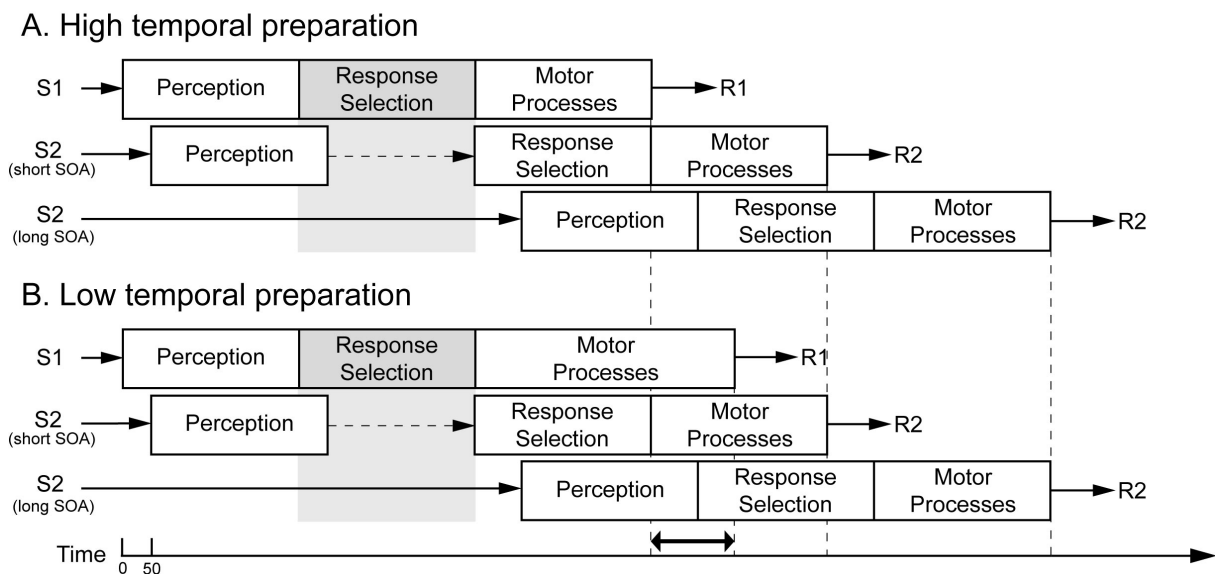 A. High temporal preparation
S1
Perception
Response
Selection
Motor
Processes
R1
S2
(short SOA)
Perception
Response
Selection
Motor
Processes
R2
S2
(long SOA)
Perception
Response
Selection
Motor
Processes
R2
B. Low temporal preparation
S1
Perception
Response
Selection
Motor
Processes
R1
S2
(short SOA)
Perception
Response
Selection
Motor
Processes
R2
S2
(long SOA)
Perception
Response
Selection
Motor
Processes
R2
Time
0 50